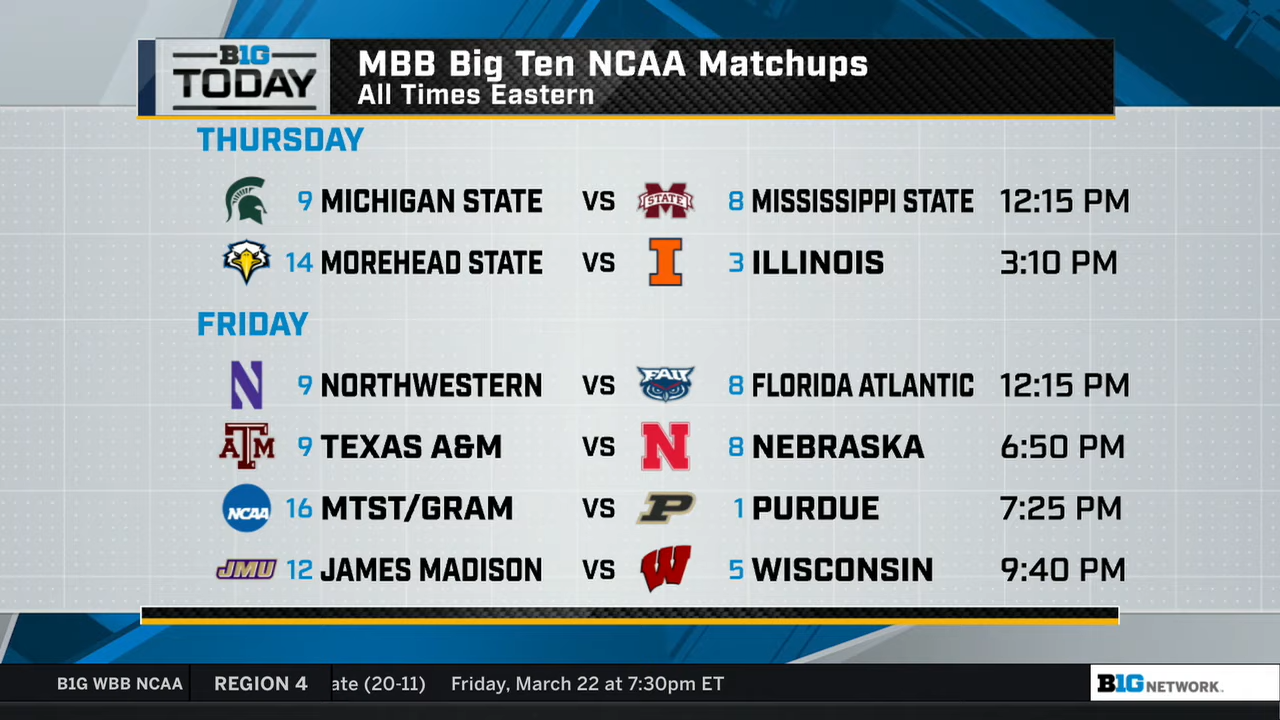 B1G
TODAY
MBB Big Ten NCAA Matchups
All Times Eastern
THURSDAY
9 MICHIGAN STATE VS STATE 8 MISSISSIPPI STATE 12:15 PM
14 MOREHEAD STATE VS I 3 ILLINOIS 3:10 PM
FRIDAY
N 9 NORTHWESTERN VS FAU 8 FLORIDA ATLANTIC 12:15 PM
ATM 9 TEXAS A&M VS N 8 NEBRASKA 6:50 PM
NCAA 16 MTST/GRAM VS P 1 PURDUE 7:25 PM
JMU 12 JAMES MADISON VS W 5 WISCONSIN 9:40 PM
B1G WBB NCAA REGION 4 ate (20-11) Friday, March 22 at 7:30pm ET B1G NETWORK.